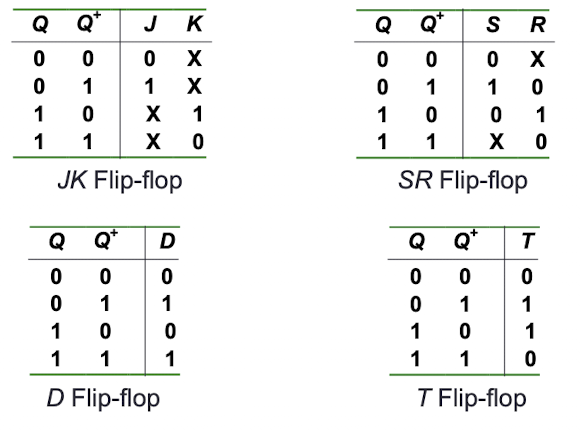 Q Q⁺ J K
0 0 0 X
0 1 1 X
1 0 X 1
1 1 X 0
JK Flip-flop
Q Q⁺ S R
0 0 0 X
0 1 1 0
1 0 0 1
1 1 X 0
SR Flip-flop
Q Q⁺ D
0 0 0
0 1 1
1 0 0
1 1 1
D Flip-flop
Q Q⁺ T
0 0 0
0 1 1
1 0 1
1 1 0
T Flip-flop